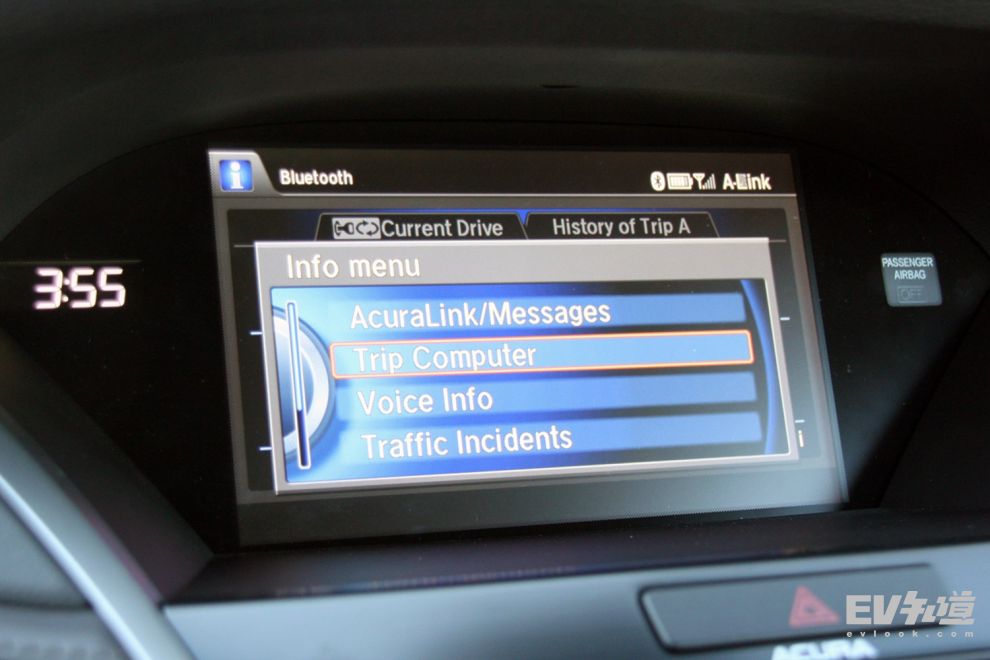 Bluetooth
A-Link
Current Drive
History of Trip A
3:55
PASSENGER
AIRBAG
OFF
Info menu
AcuraLink/Messages
Trip Computer
Voice Info
Traffic Incidents
i
EV知道
evlook.com
ACURA